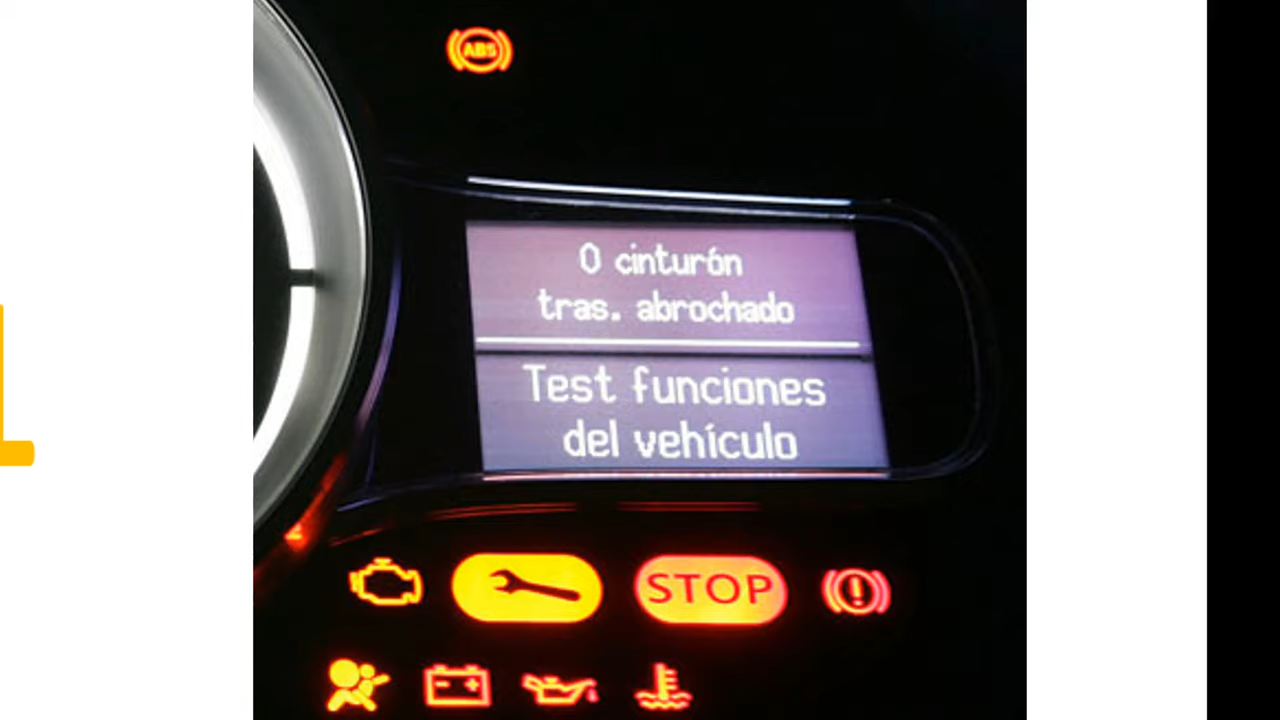 ABS
0 cinturón
tras. abrochado
Test funciones
del vehículo
STOP